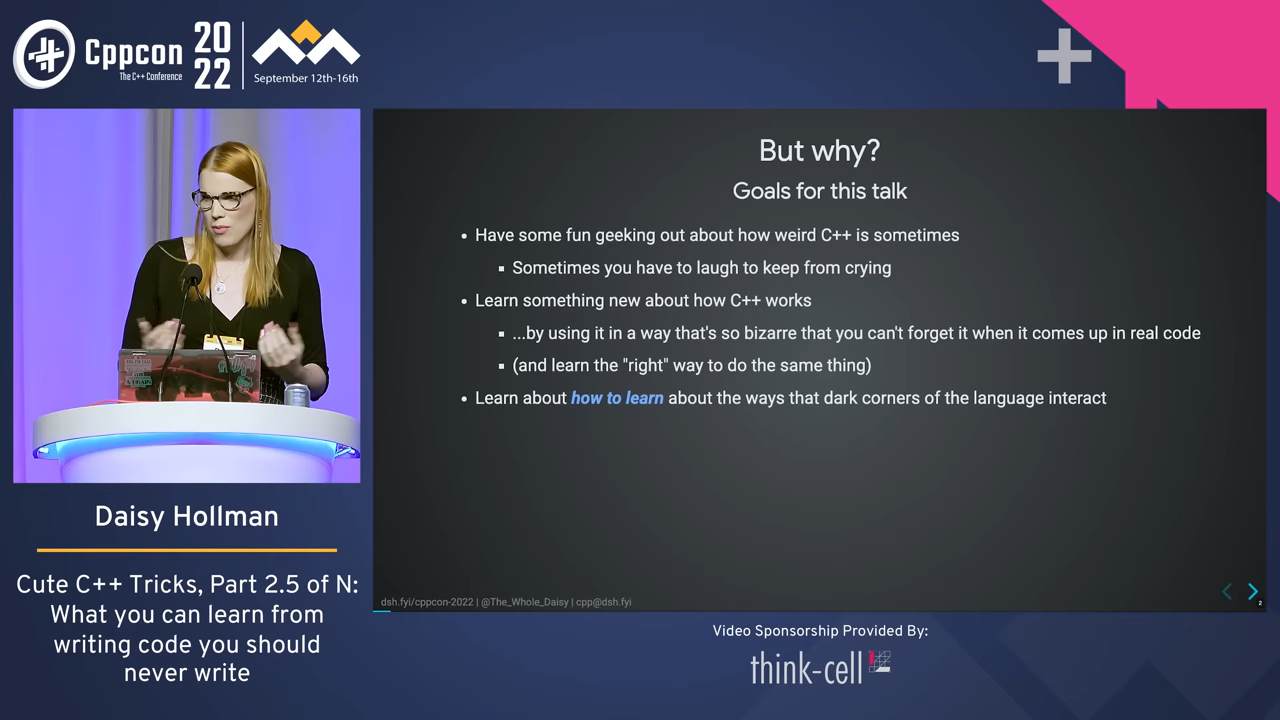 Cppcon
The C++ Conference
20
22
September 12th-16th
But why?
Goals for this talk
• Have some fun geeking out about how weird C++ is sometimes
▪ Sometimes you have to laugh to keep from crying
• Learn something new about how C++ works
▪ ...by using it in a way that's so bizarre that you can't forget it when it comes up in real code
▪ (and learn the "right" way to do the same thing)
• Learn about how to learn about the ways that dark corners of the language interact
dsh.fyi/cppcon-2022 | @The_Whole_Daisy | cpp@dsh.fyi
2
Daisy Hollman
Cute C++ Tricks, Part 2.5 of N:
What you can learn from
writing code you should
never write
Video Sponsorship Provided By:
think-cell